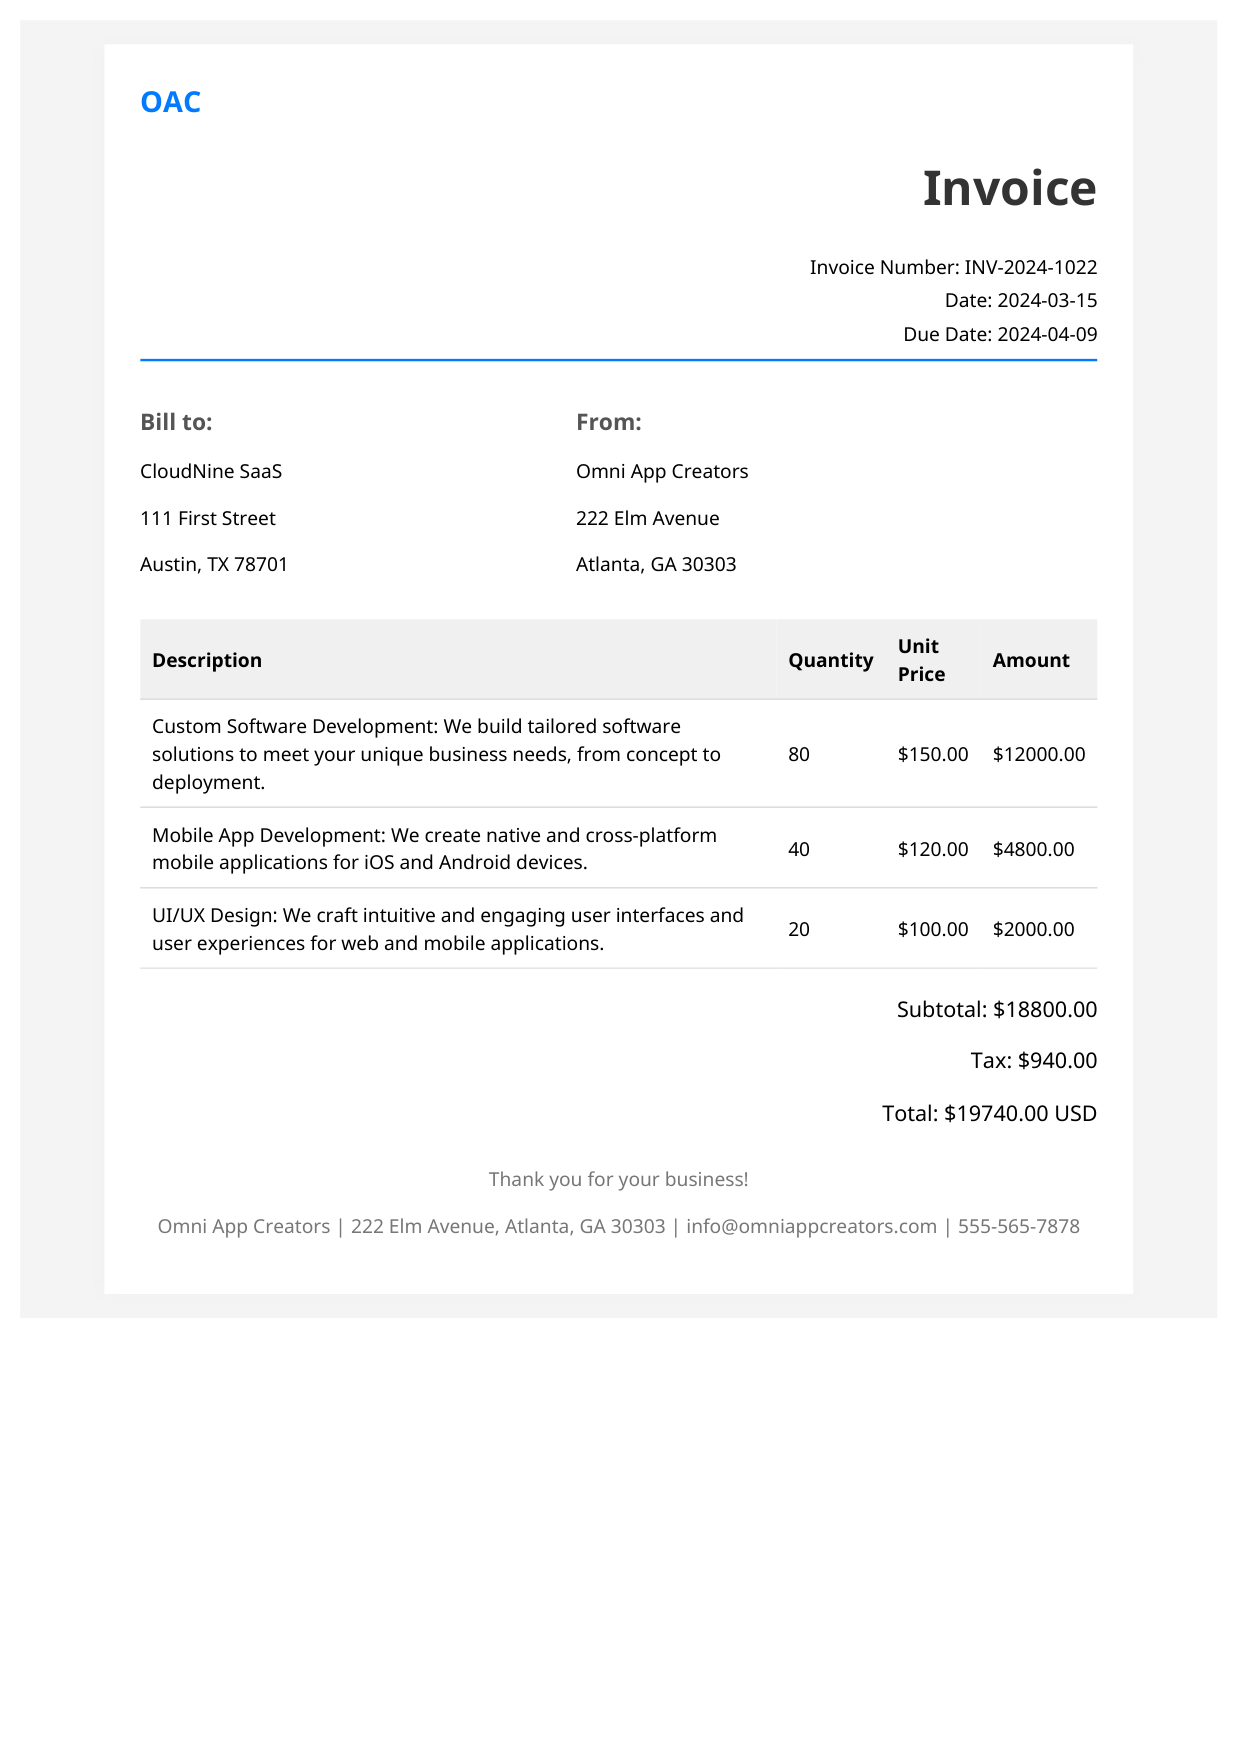 OAC
Invoice
Invoice Number: INV-2024-1022
Date: 2024-03-15
Due Date: 2024-04-09
Bill to:
CloudNine SaaS
111 First Street
Austin, TX 78701
From:
Omni App Creators
222 Elm Avenue
Atlanta, GA 30303
Description Quantity Unit Price Amount
Custom Software Development: We build tailored software
solutions to meet your unique business needs, from concept to
deployment.
80 $150.00 $12000.00
Mobile App Development: We create native and cross-platform
mobile applications for iOS and Android devices.
40 $120.00 $4800.00
UI/UX Design: We craft intuitive and engaging user interfaces and
user experiences for web and mobile applications.
20 $100.00 $2000.00
Subtotal: $18800.00
Tax: $940.00
Total: $19740.00 USD
Thank you for your business!
Omni App Creators | 222 Elm Avenue, Atlanta, GA 30303 | info@omniappcreators.com | 555-565-7878